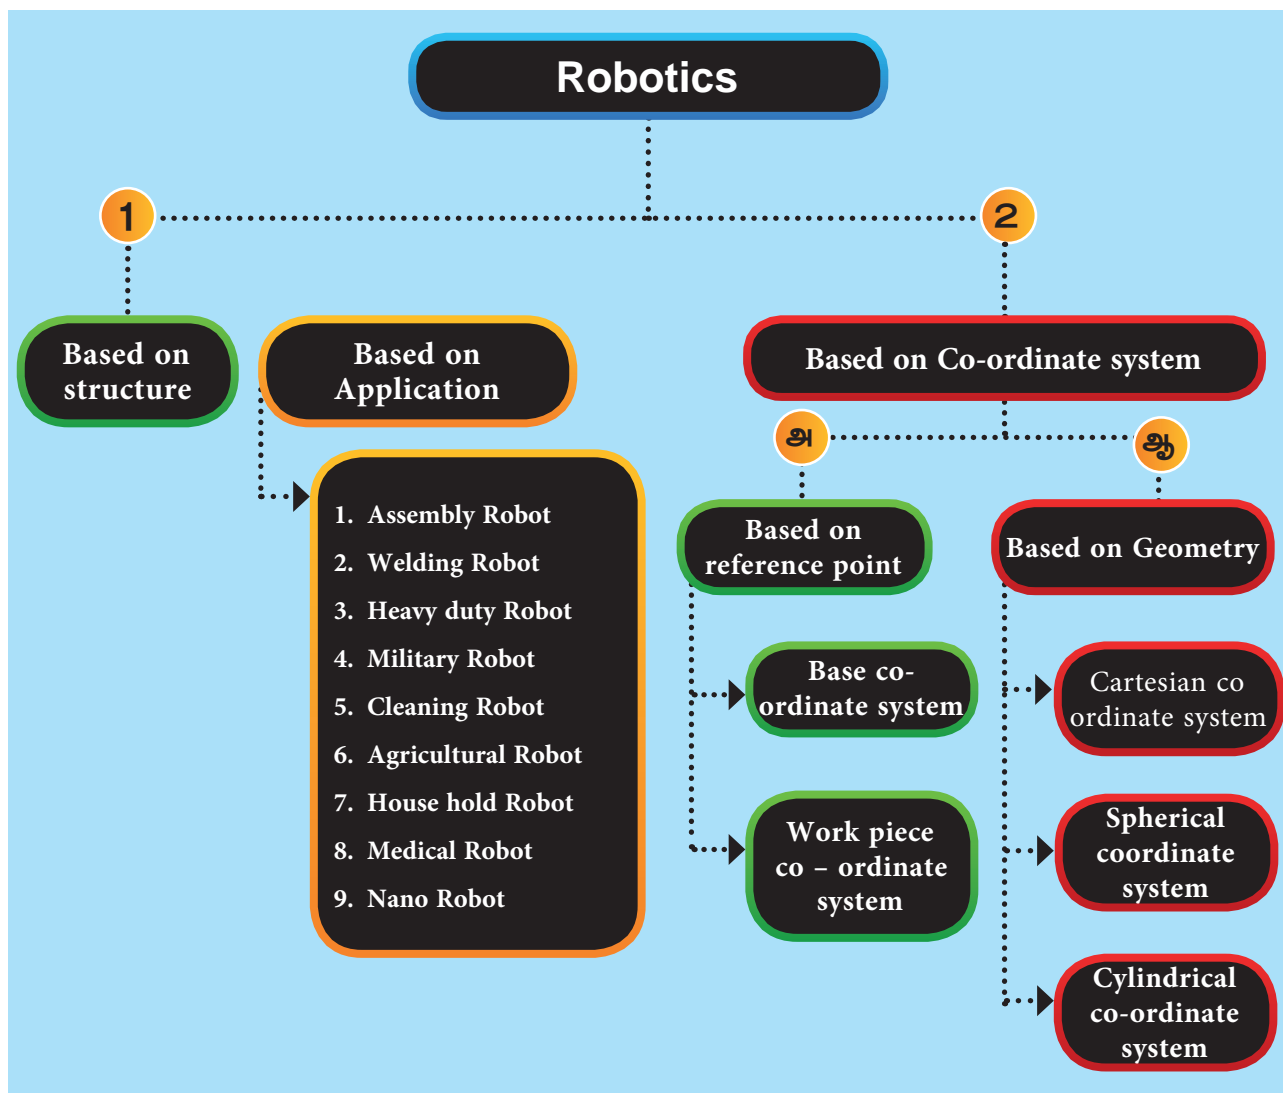 Robotics
1
2
Based on
structure
Based on
Application
1. Assembly Robot
2. Welding Robot
3. Heavy duty Robot
4. Military Robot
5. Cleaning Robot
6. Agricultural Robot
7. House hold Robot
8. Medical Robot
9. Nano Robot
Based on Co-ordinate system
அ
ஆ
Based on
reference point
Base co-
ordinate system
Work piece
co – ordinate
system
Based on Geometry
Cartesian co
ordinate system
Spherical
coordinate
system
Cylindrical
co-ordinate
system